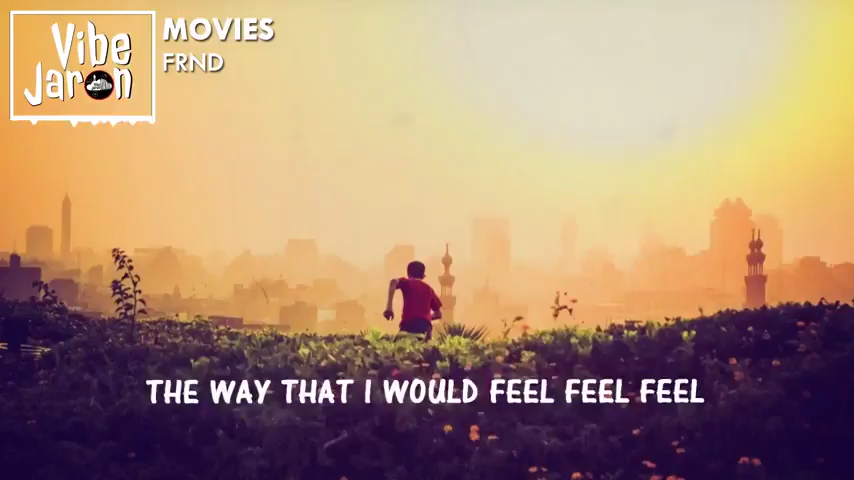 Vibe
Jaron
MOVIES
FRND
THE WAY THAT I WOULD FEEL FEEL FEEL